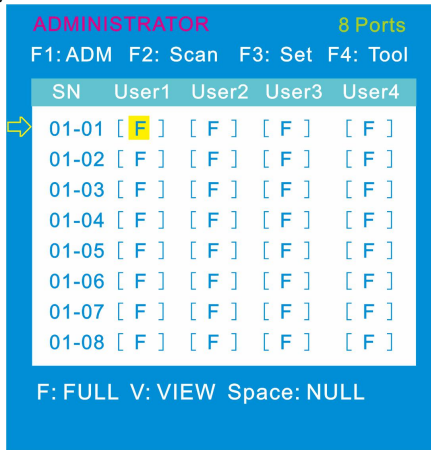 ADMINISTRATOR 8 Ports
F1: ADM F2: Scan F3: Set F4: Tool
SN User1 User2 User3 User4
01-01 [ F ] [ F ] [ F ] [ F ]
01-02 [ F ] [ F ] [ F ] [ F ]
01-03 [ F ] [ F ] [ F ] [ F ]
01-04 [ F ] [ F ] [ F ] [ F ]
01-05 [ F ] [ F ] [ F ] [ F ]
01-06 [ F ] [ F ] [ F ] [ F ]
01-07 [ F ] [ F ] [ F ] [ F ]
01-08 [ F ] [ F ] [ F ] [ F ]
F: FULL V: VIEW Space: NULL